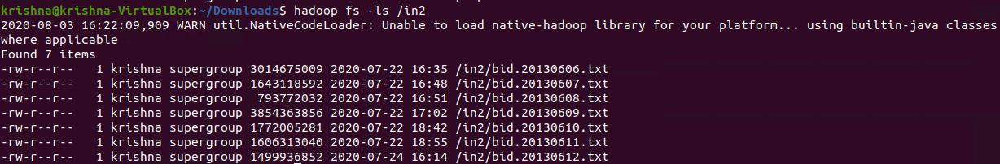 krishna@krishna-VirtualBox:~/Downloads$ hadoop fs -ls /in2
2020-08-03 16:22:09,909 WARN util.NativeCodeLoader: Unable to load native-hadoop library for your platform... using builtin-java classes
where applicable
Found 7 items
-rw-r--r--   1 krishna supergroup 3014675009 2020-07-22 16:35 /in2/bid.20130606.txt
-rw-r--r--   1 krishna supergroup 1643118592 2020-07-22 16:48 /in2/bid.20130607.txt
-rw-r--r--   1 krishna supergroup  793772032 2020-07-22 16:51 /in2/bid.20130608.txt
-rw-r--r--   1 krishna supergroup 3854363856 2020-07-22 17:02 /in2/bid.20130609.txt
-rw-r--r--   1 krishna supergroup 1772005281 2020-07-22 18:42 /in2/bid.20130610.txt
-rw-r--r--   1 krishna supergroup 1606313040 2020-07-22 18:55 /in2/bid.20130611.txt
-rw-r--r--   1 krishna supergroup 1499936852 2020-07-24 16:14 /in2/bid.20130612.txt